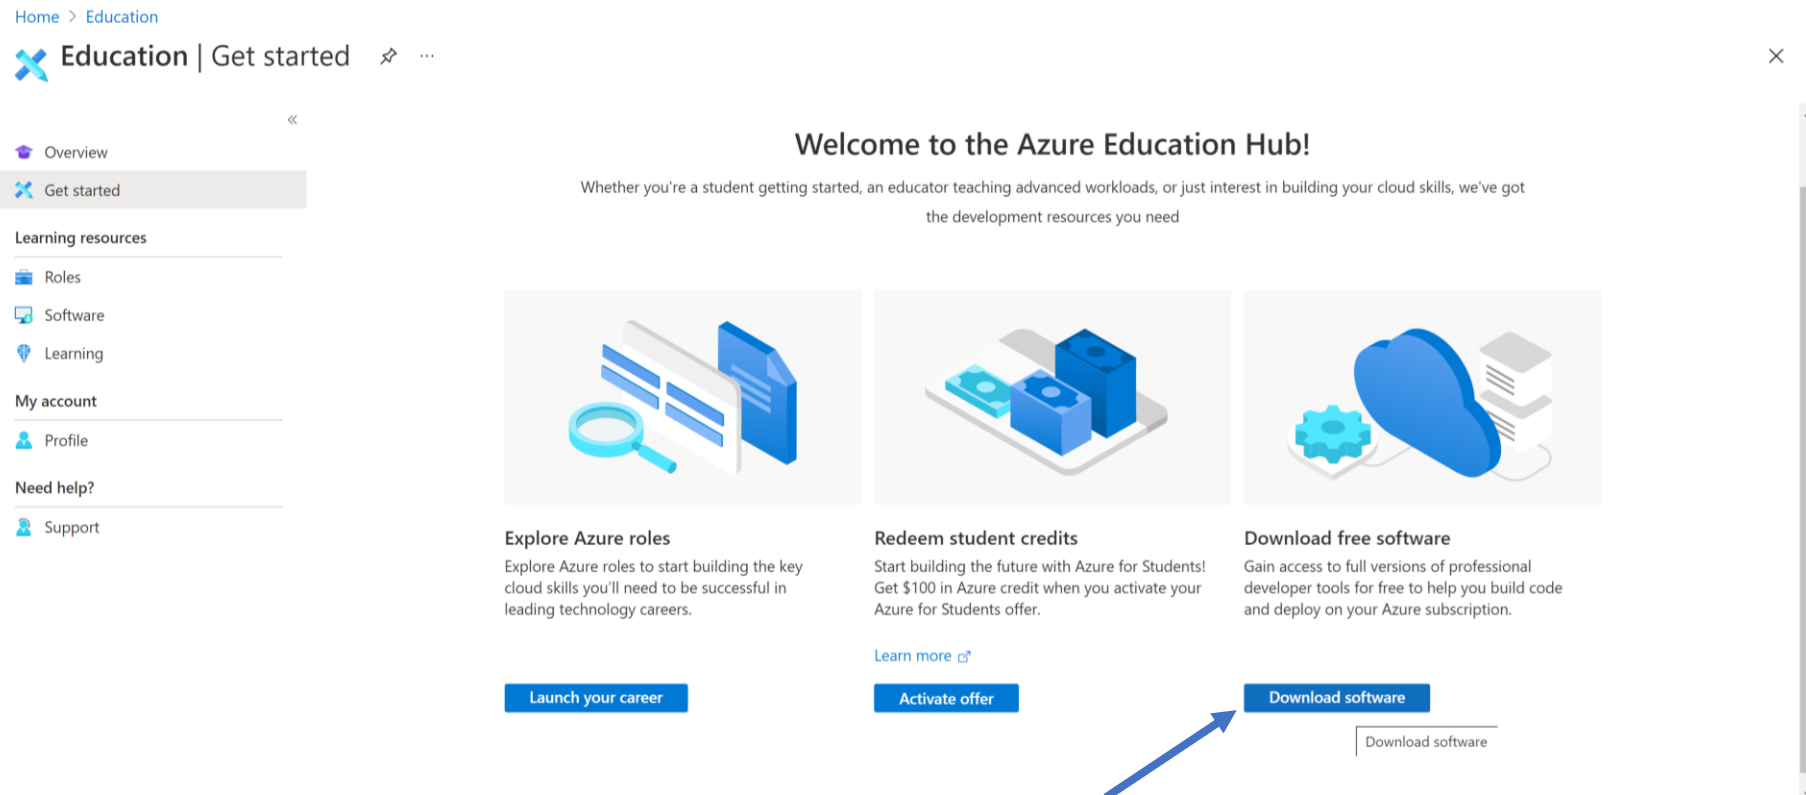 Home > Education
Education | Get started ...
«
Overview
Get started
Learning resources
Roles
Software
Learning
My account
Profile
Need help?
Support
Welcome to the Azure Education Hub!
Whether you're a student getting started, an educator teaching advanced workloads, or just interest in building your cloud skills, we've got
the development resources you need
Explore Azure roles
Explore Azure roles to start building the key
cloud skills you'll need to be successful in
leading technology careers.
Launch your career
Redeem student credits
Start building the future with Azure for Students!
Get $100 in Azure credit when you activate your
Azure for Students offer.
Learn more
Activate offer
Download free software
Gain access to full versions of professional
developer tools for free to help you build code
and deploy on your Azure subscription.
Download software
Download software